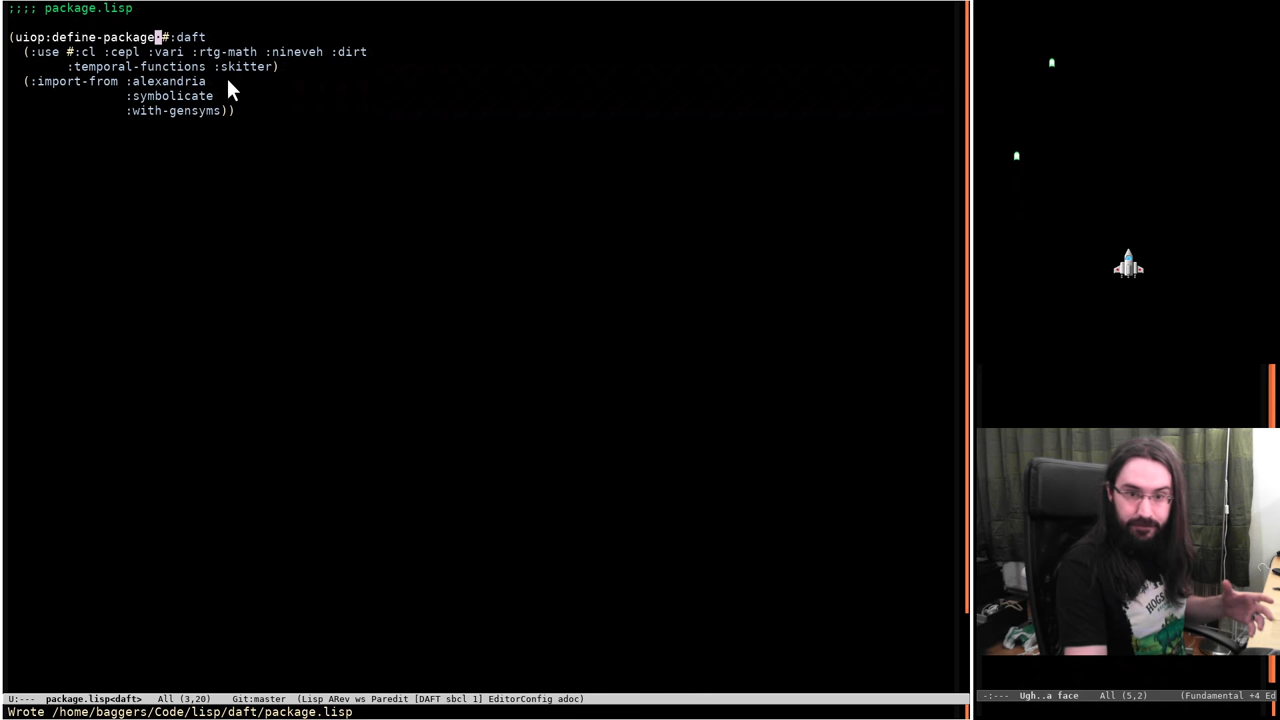 ;;;; package.lisp
(uiop:define-package #:daft
(:use #:cl :cepl :vari :rtg-math :nineveh :dirt
:temporal-functions :skitter)
(:import-from :alexandria
:symbolicate
:with-gensyms))
U:--- package.lisp<daft> All (3,20) Git:master (Lisp ARev ws Paredit [DAFT sbcl 1] EditorConfig adoc)
Wrote /home/baggers/Code/lisp/daft/package.lisp
HOGS
-:--- Ugh..a face All (5,2) (Fundamental +4 Ed